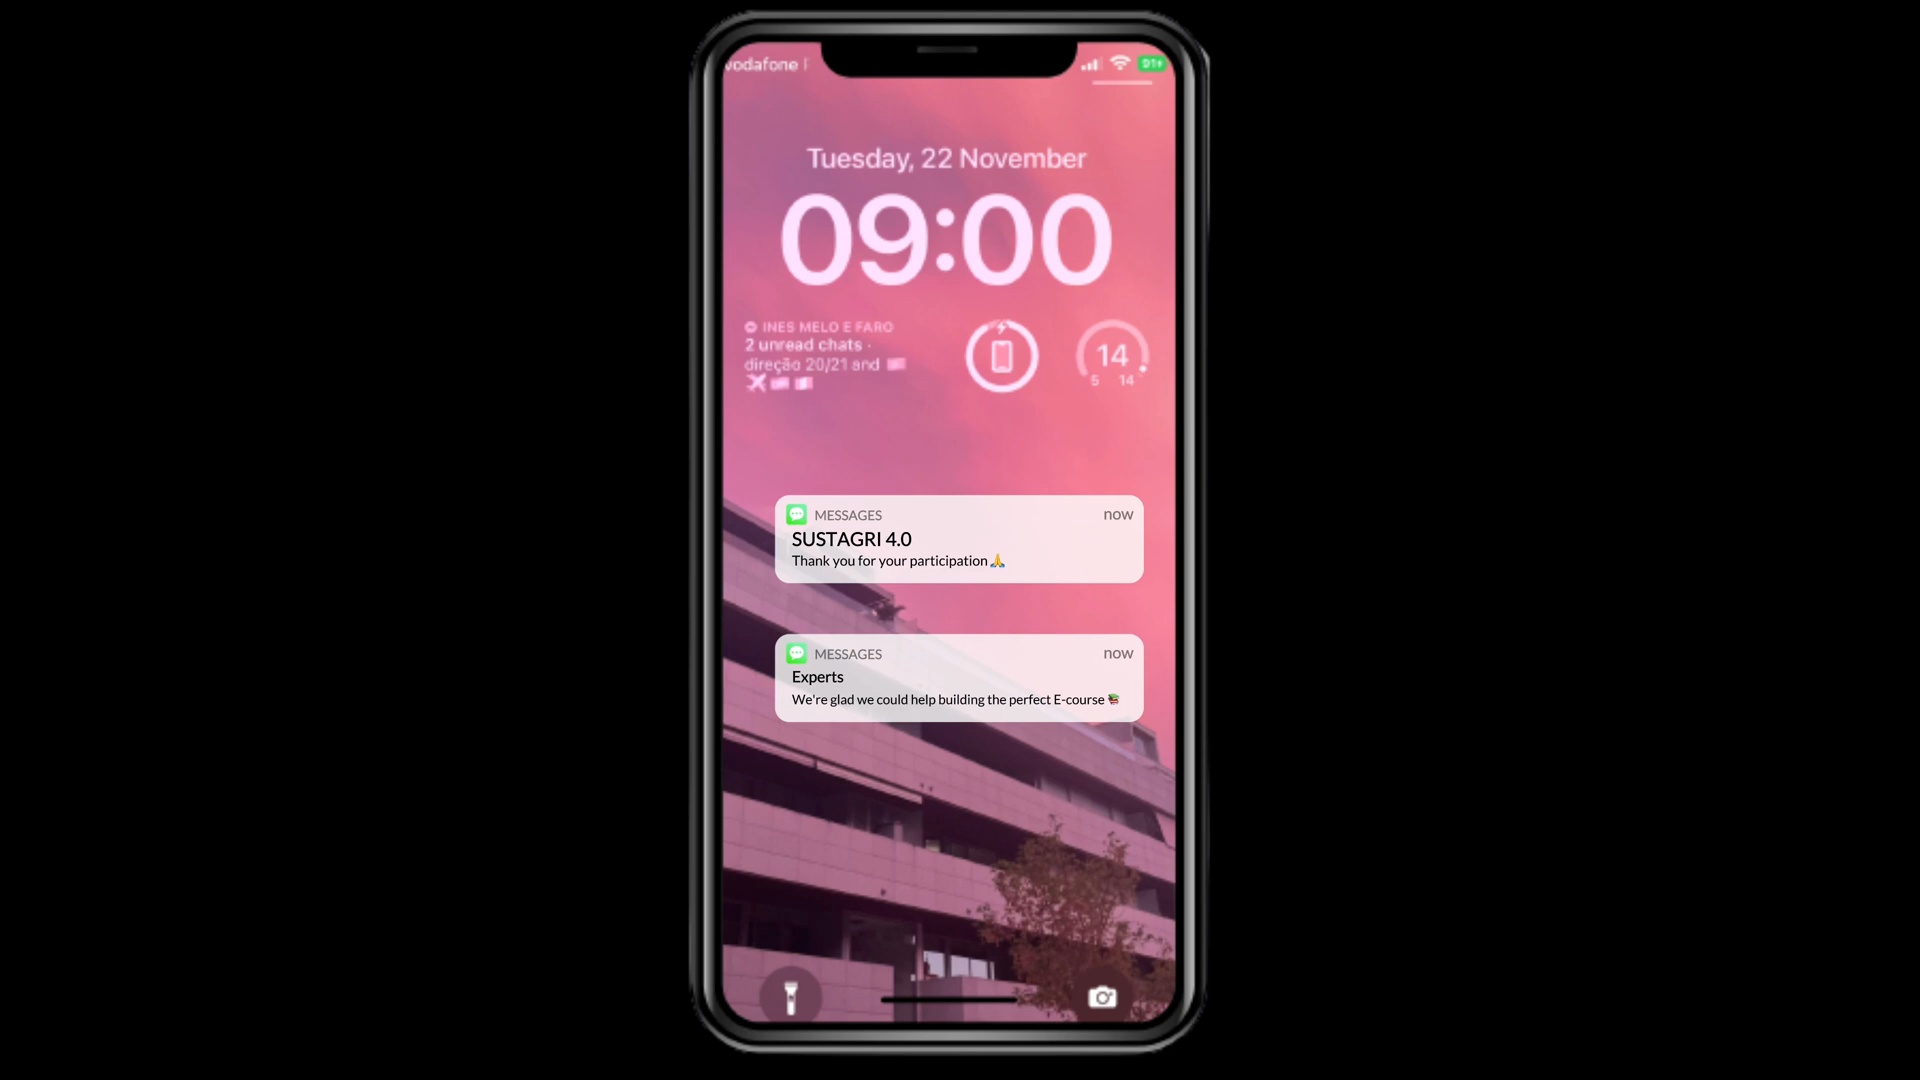 vodafone
91+
Tuesday, 22 November
09:00
INES MELO E FARO
2 unread chats ·
direção 20/21 and
14
5 14
MESSAGES now
SUSTAGRI 4.0
Thank you for your participation 🙏
MESSAGES now
Experts
We're glad we could help building the perfect E-course 📚